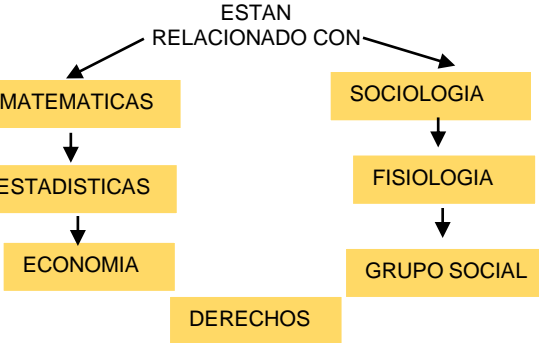 ESTAN
RELACIONADO CON
MATEMATICAS
SOCIOLOGIA
ESTADISTICAS
FISIOLOGIA
ECONOMIA
GRUPO SOCIAL
DERECHOS